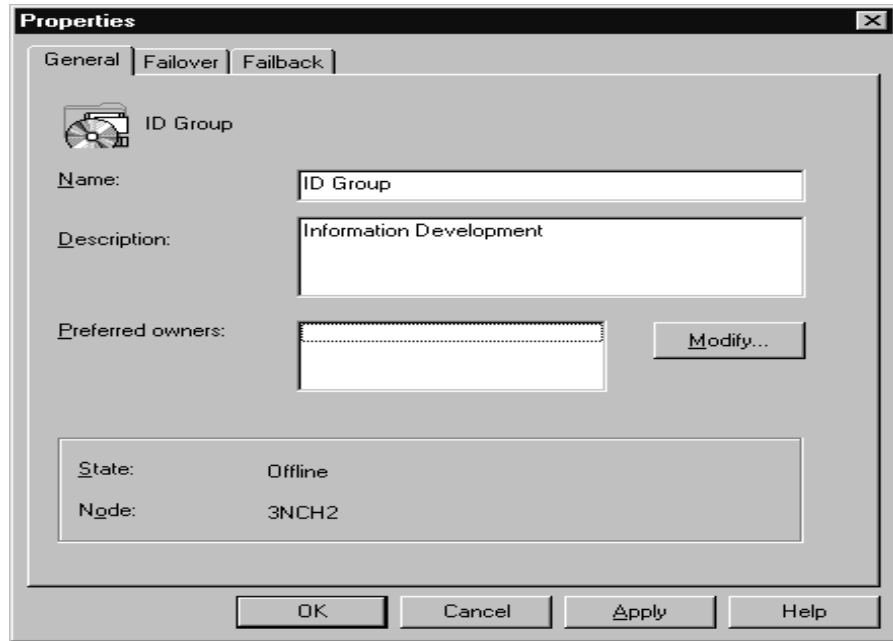 Properties
General Failover Failback
ID Group
Name: ID Group
Description: Information Development
Preferred owners: Modify...
State: Offline
Node: 3NCH2
OK Cancel Apply Help